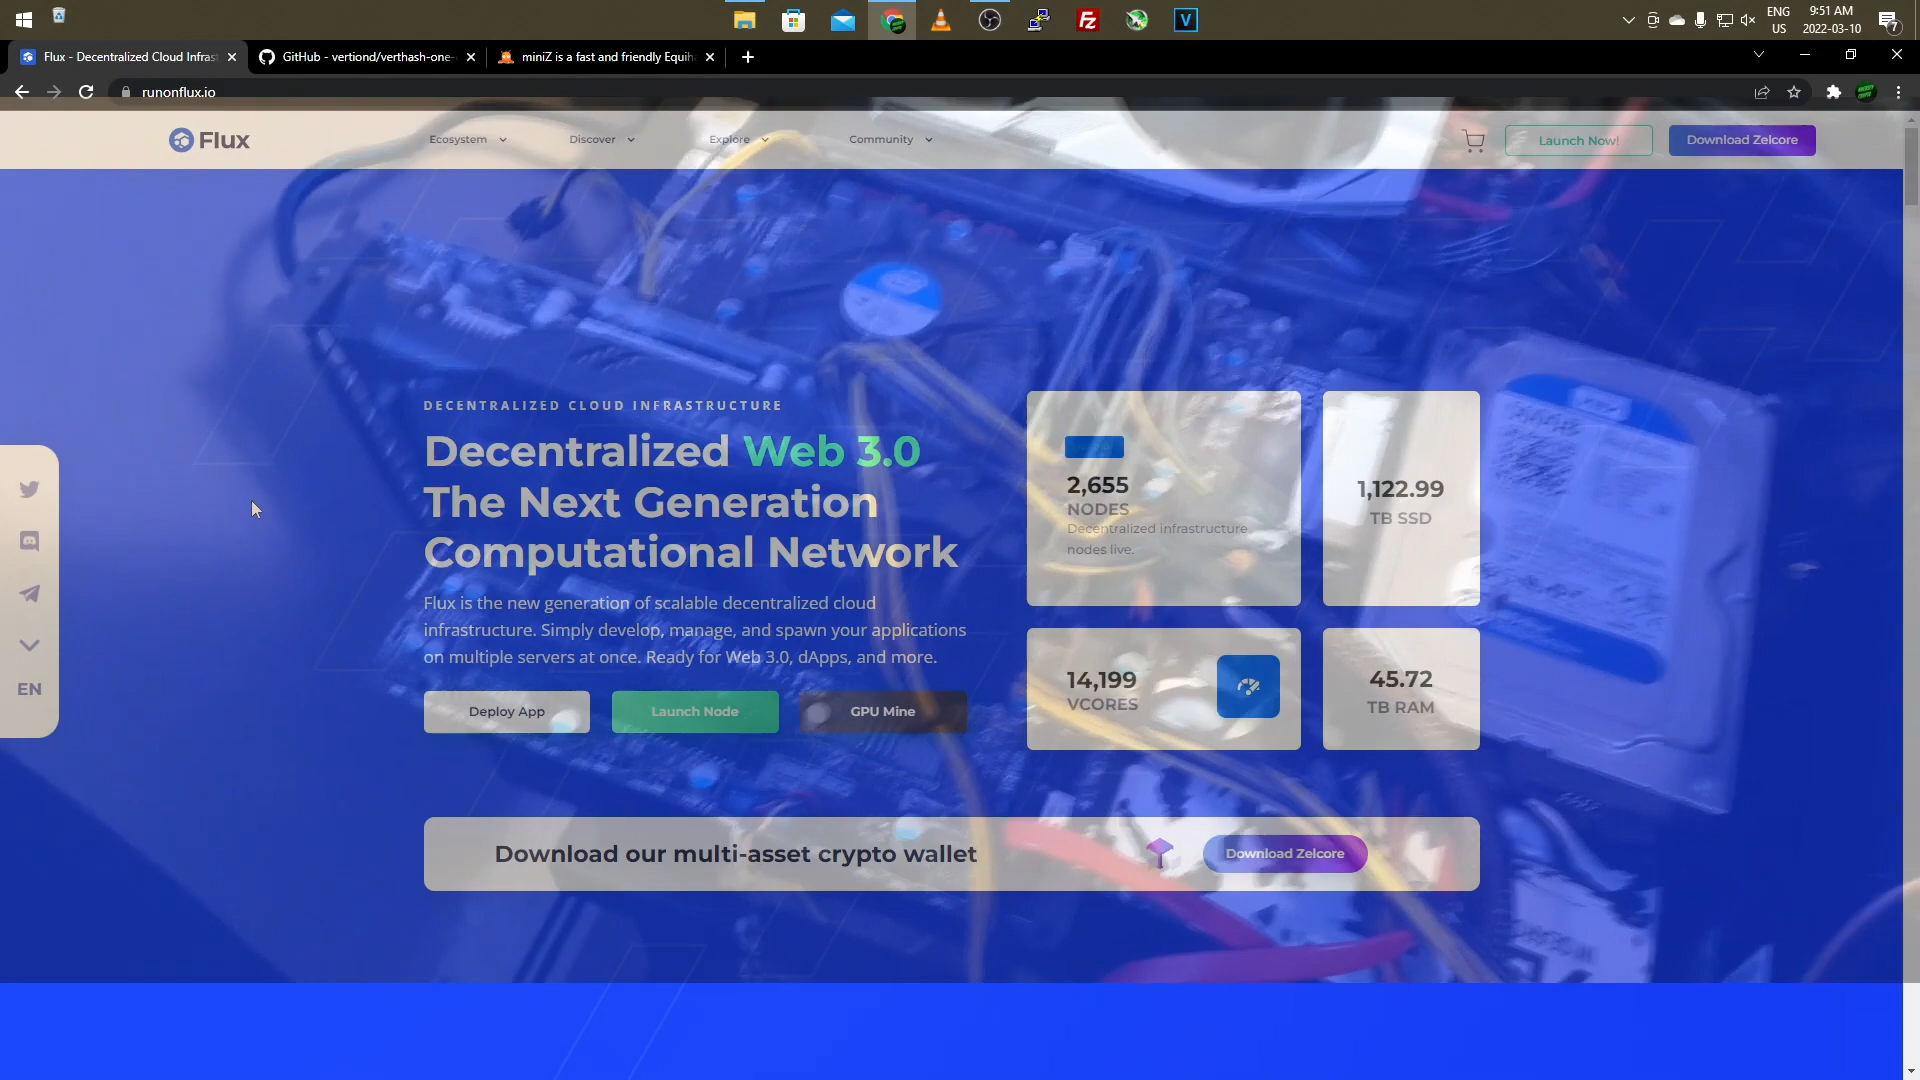 ENG
US
9:51 AM
2022-03-10
7
Flux - Decentralized Cloud Infras
GitHub - vertiond/verthash-one-
miniZ is a fast and friendly Equih
runonflux.io
Flux
Ecosystem
Discover
Explore
Community
Launch Now!
Download Zelcore
DECENTRALIZED CLOUD INFRASTRUCTURE
Decentralized Web 3.0
The Next Generation
Computational Network
Flux is the new generation of scalable decentralized cloud
infrastructure. Simply develop, manage, and spawn your applications
on multiple servers at once. Ready for Web 3.0, dApps, and more.
Deploy App
Launch Node
GPU Mine
2,655
NODES
Decentralized infrastructure
nodes live.
1,122.99
TB SSD
14,199
VCORES
45.72
TB RAM
EN
Download our multi-asset crypto wallet
Download Zelcore